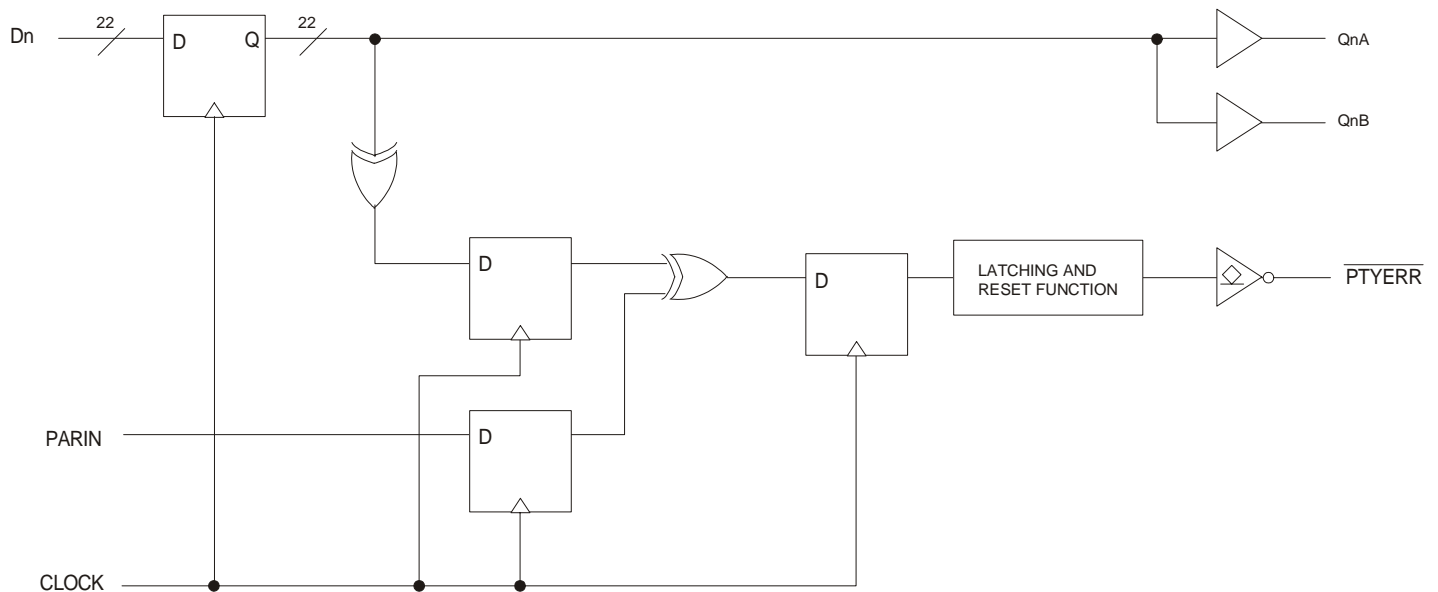 22
22
Dn
D
Q
QnA
QnB
D
D
LATCHING AND
RESET FUNCTION
PTYERR
PARIN
D
CLOCK